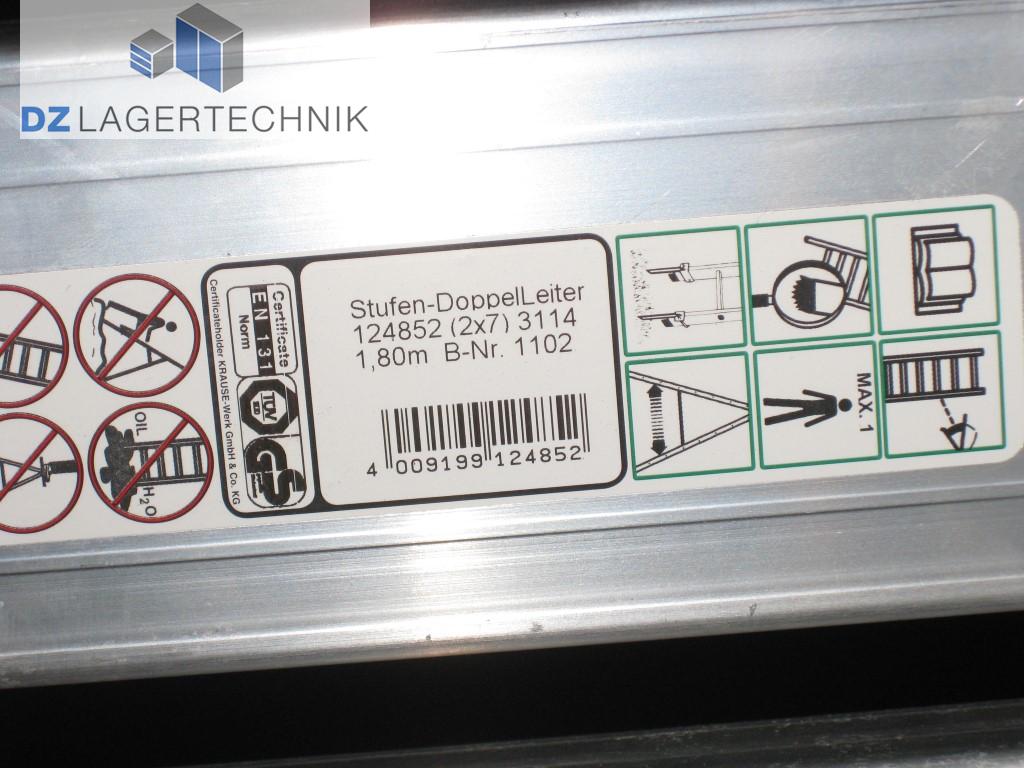 DZ LAGERTECHNIK
Certificateholder KRAUSE-Werk GmbH & Co. KG
Certificate
EN 131
Norm
TÜV
GS
Stufen-DoppelLeiter
124852 (2x7) 3114
1,80m B-Nr. 1102
4 009199 124852
OIL
H2O
MAX. 1